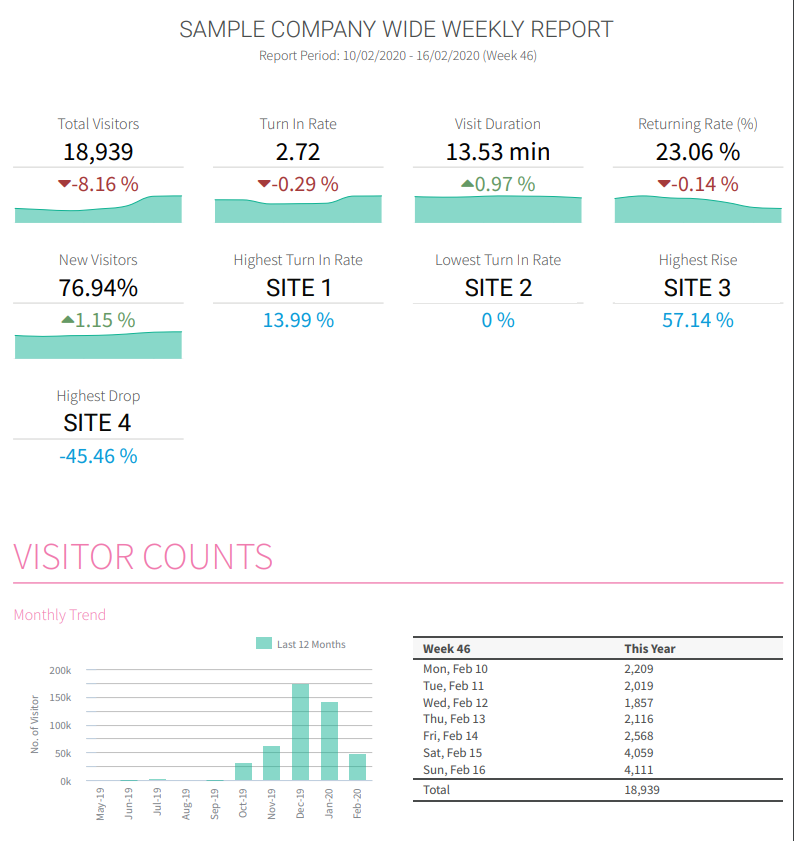 SAMPLE COMPANY WIDE WEEKLY REPORT
Report Period: 10/02/2020 - 16/02/2020 (Week 46)
Total Visitors
18,939
-8.16 %
Turn In Rate
2.72
-0.29 %
Visit Duration
13.53 min
0.97 %
Returning Rate (%)
23.06 %
-0.14 %
New Visitors
76.94%
1.15 %
Highest Turn In Rate
SITE 1
13.99 %
Lowest Turn In Rate
SITE 2
0 %
Highest Rise
SITE 3
57.14 %
Highest Drop
SITE 4
-45.46 %
VISITOR COUNTS
Monthly Trend
Last 12 Months
No. of Visitor
200k
150k
100k
50k
0k
May-19
Jun-19
Jul-19
Aug-19
Sep-19
Oct-19
Nov-19
Dec-19
Jan-20
Feb-20
Week 46 This Year
Mon, Feb 10 2,209
Tue, Feb 11 2,019
Wed, Feb 12 1,857
Thu, Feb 13 2,116
Fri, Feb 14 2,568
Sat, Feb 15 4,059
Sun, Feb 16 4,111
Total 18,939